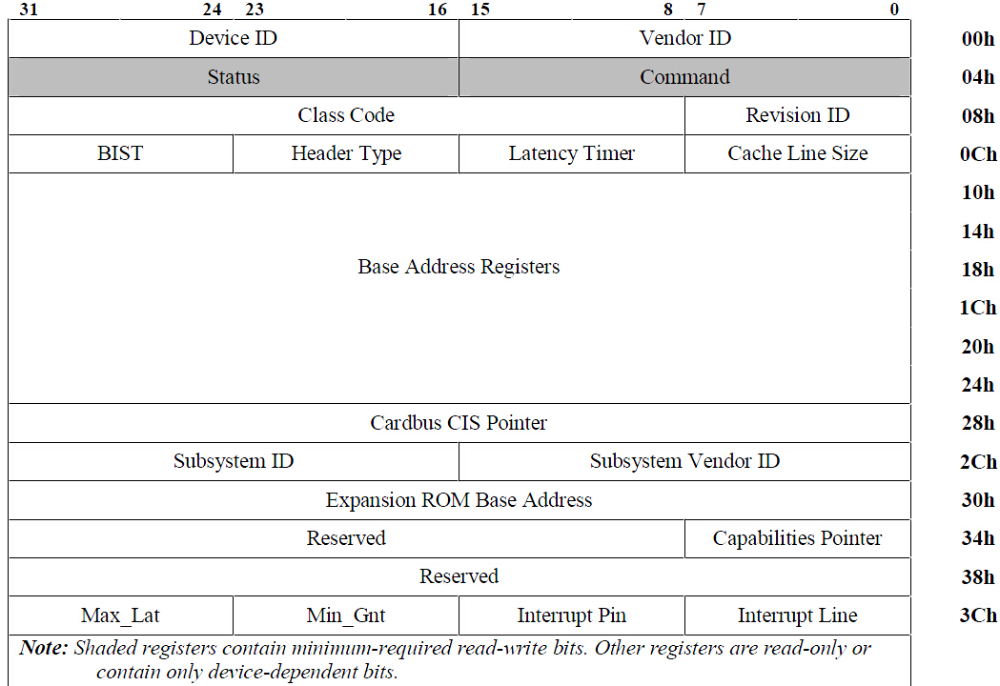 31 24 23 16 15 8 7 0
Device ID Vendor ID 00h
Status Command 04h
Class Code Revision ID 08h
BIST Header Type Latency Timer Cache Line Size 0Ch
10h
14h
Base Address Registers 18h
1Ch
20h
24h
Cardbus CIS Pointer 28h
Subsystem ID Subsystem Vendor ID 2Ch
Expansion ROM Base Address 30h
Reserved Capabilities Pointer 34h
Reserved 38h
Max_Lat Min_Gnt Interrupt Pin Interrupt Line 3Ch
Note: Shaded registers contain minimum-required read-write bits. Other registers are read-only or
contain only device-dependent bits.